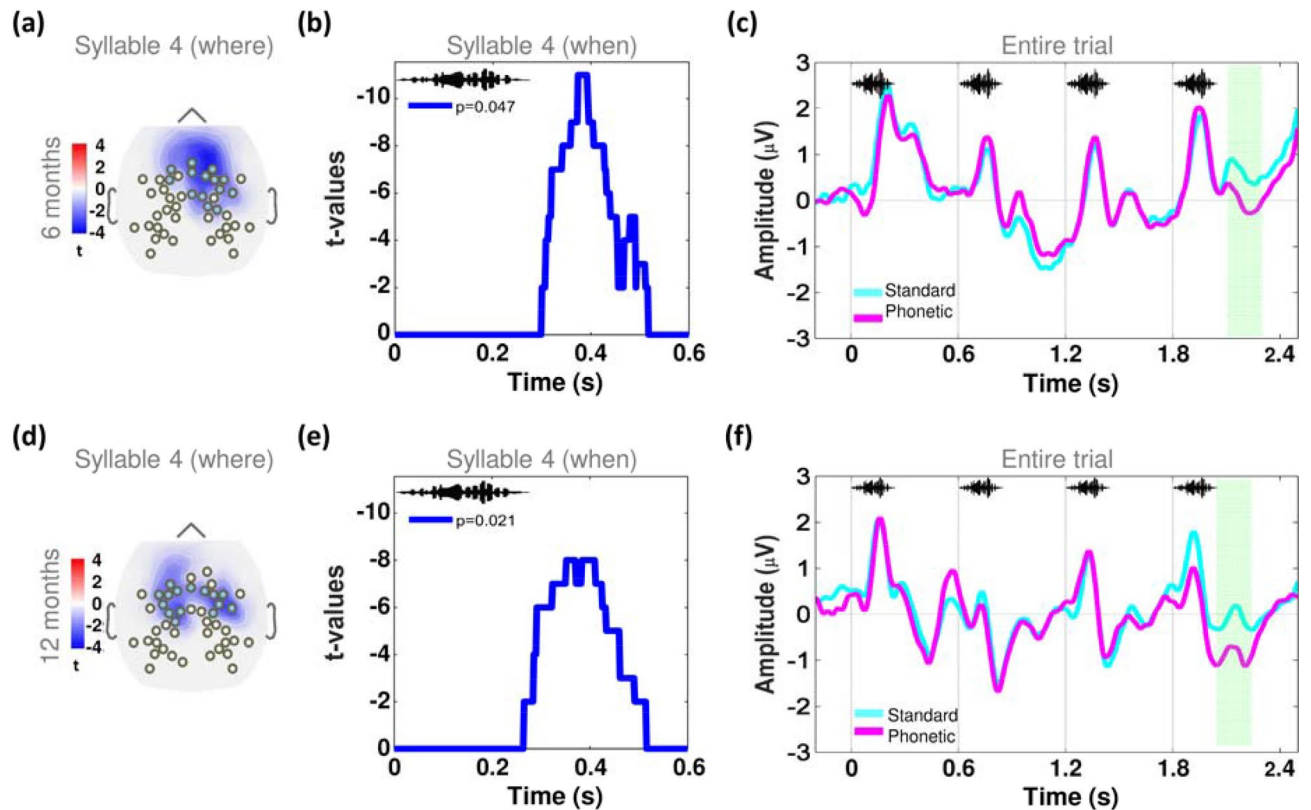 (a)
Syllable 4 (where)
6 months
4
2
0
-2
-4
t
(b)
Syllable 4 (when)
t-values
-10
-8
-6
-4
-2
0
p=0.047
0
0.2
0.4
0.6
Time (s)
(c)
Entire trial
Amplitude (μV)
3
2
1
0
-1
-2
-3
Standard
Phonetic
0
0.6
1.2
1.8
2.4
Time (s)
(d)
Syllable 4 (where)
12 months
4
2
0
-2
-4
t
(e)
Syllable 4 (when)
t-values
-10
-8
-6
-4
-2
0
p=0.021
0
0.2
0.4
0.6
Time (s)
(f)
Entire trial
Amplitude (μV)
3
2
1
0
-1
-2
-3
Standard
Phonetic
0
0.6
1.2
1.8
2.4
Time (s)